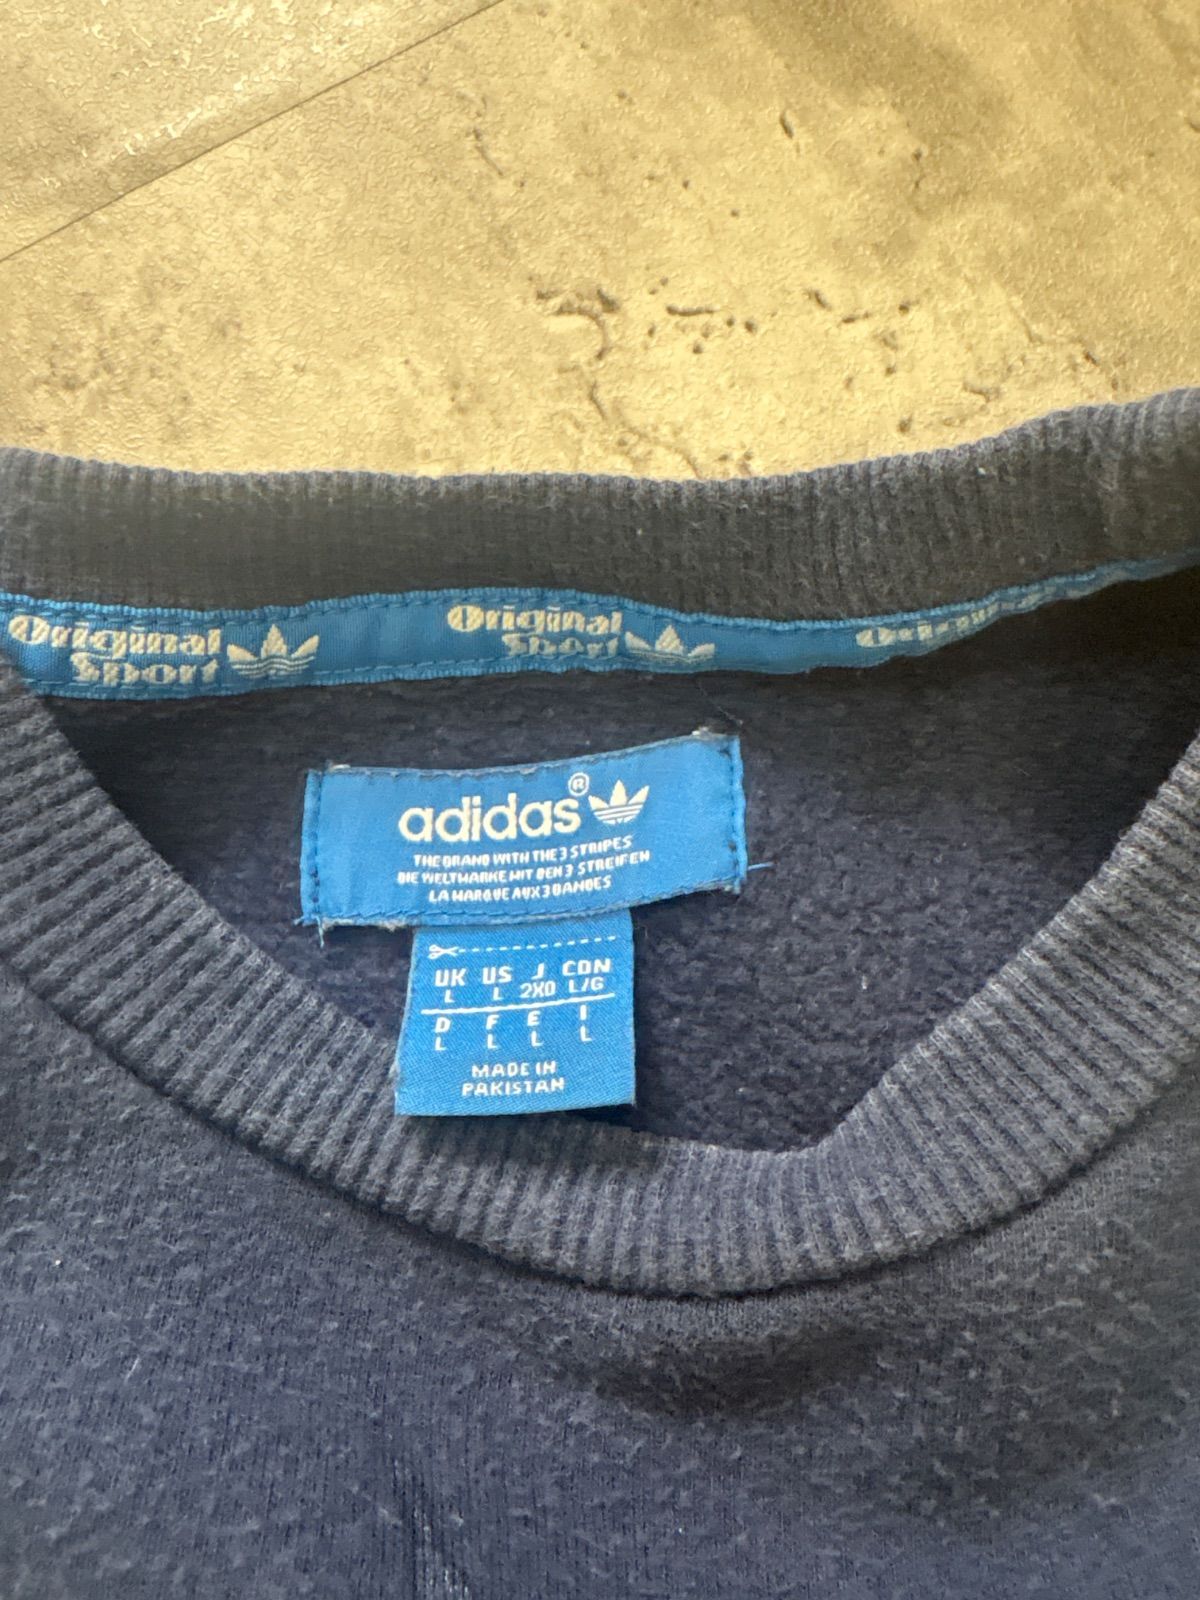 Original
Sport
Original
Sport
Original
adidas®
THE BRAND WITH THE 3 STRIPES
DIE WELTMARKE MIT DEN 3 STREIFEN
LA MARQUE AUX 3 BANDES
UK US J CDN
L L 2XO L/G
D F E I
L L L L
MADE IN
PAKISTAN